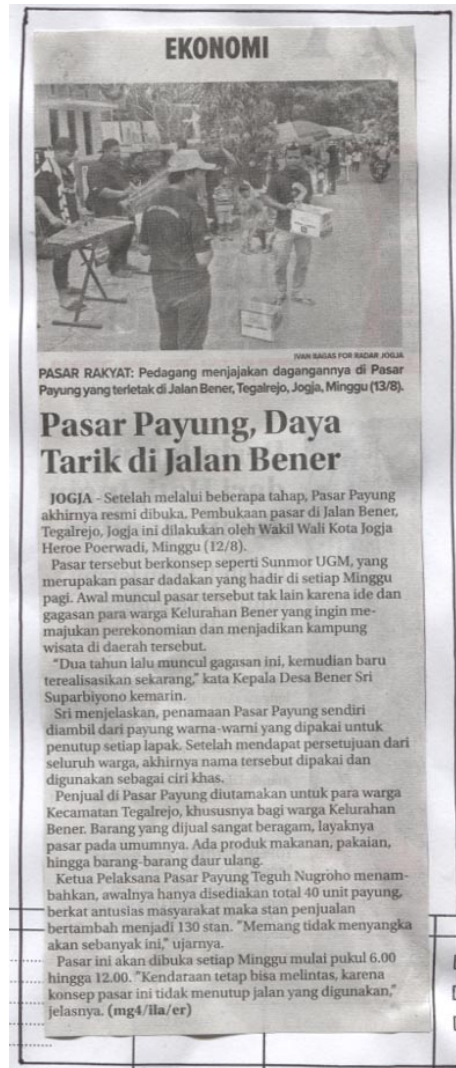 EKONOMI
IVAN BAGAS FOR RADAR JOGJA
PASAR RAKYAT: Pedagang menjajakan dagangannya di Pasar
Payung yang terletak di Jalan Bener, Tegalrejo, Jogja, Minggu (13/8).
Pasar Payung, Daya
Tarik di Jalan Bener
JOGJA - Setelah melalui beberapa tahap, Pasar Payung
akhirnya resmi dibuka, Pembukaan pasar di Jalan Bener,
Tegalrejo, Jogja ini dilakukan oleh Wakil Wali Kota Jogja
Heroe Poerwadi, Minggu (12/8).
Pasar tersebut berkonsep seperti Sunmor UGM, yang
merupakan pasar dadakan yang hadir di setiap Minggu
pagi. Awal muncul pasar tersebut tak lain karena ide dan
gagasan para warga Kelurahan Bener yang ingin me-
majukan perekonomian dan menjadikan kampung
wisata di daerah tersebut.
"Dua tahun lalu muncul gagasan ini, kemudian baru
terealisasikan sekarang," kata Kepala Desa Bener Sri
Suparbiyono kemarin.
Sri menjelaskan, penamaan Pasar Payung sendiri
diambil dari payung warna-warni yang dipakai untuk
penutup setiap lapak. Setelah mendapat persetujuan dari
seluruh warga, akhirnya nama tersebut dipakai dan
digunakan sebagai ciri khas.
Penjual di Pasar Payung diutamakan untuk para warga
Kecamatan Tegalrejo, khususnya bagi warga Kelurahan
Bener. Barang yang dijual sangat beragam, layaknya
pasar pada umumnya. Ada produk makanan, pakaian,
hingga barang-barang daur ulang.
Ketua Pelaksana Pasar Payung Teguh Nugroho menam-
bahkan, awalnya hanya disediakan total 40 unit payung,
berkat antusias masyarakat maka stan penjualan
bertambah menjadi 130 stan. "Memang tidak menyangka
akan sebanyak ini," ujarnya.
Pasar ini akan dibuka setiap Minggu mulai pukul 6.00
hingga 12.00. "Kendaraan tetap bisa melintas, karena
konsep pasar ini tidak menutup jalan yang digunakan,"
jelasnya. (mg4/ila/er)